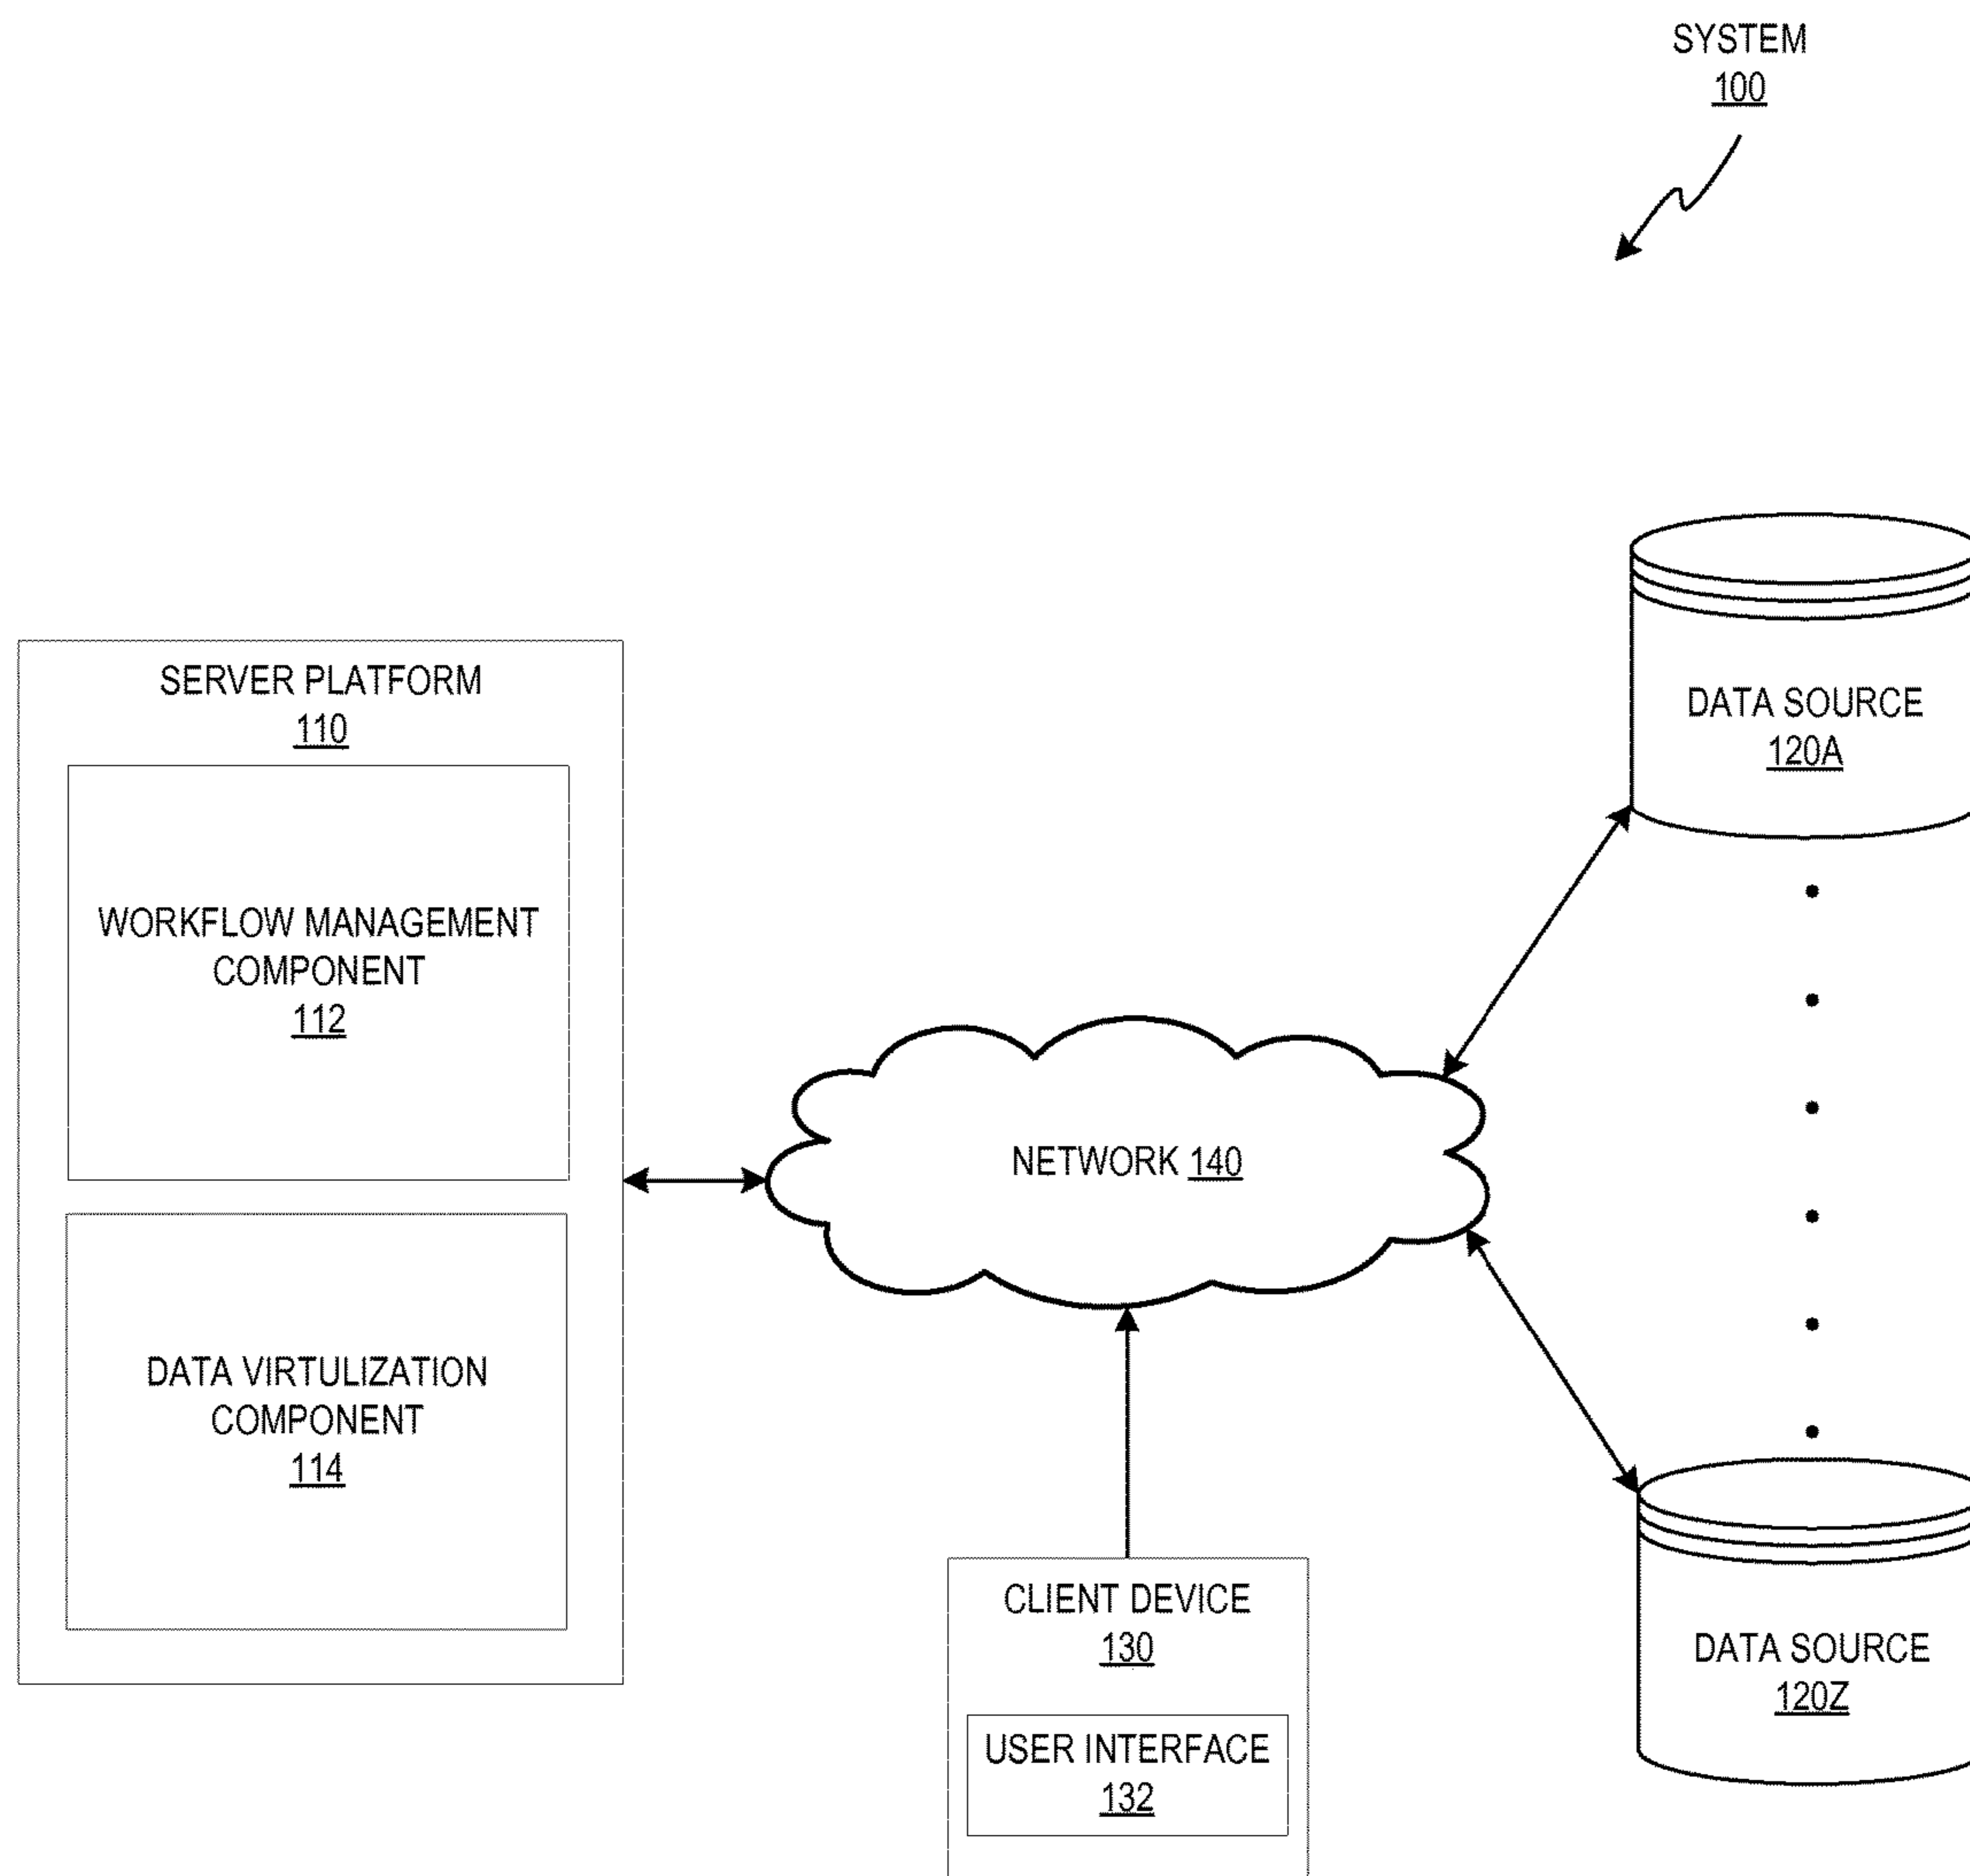 SYSTEM
100
SERVER PLATFORM
110
WORKFLOW MANAGEMENT
COMPONENT
112
DATA VIRTULIZATION
COMPONENT
114
NETWORK 140
CLIENT DEVICE
130
USER INTERFACE
132
DATA SOURCE
120A
DATA SOURCE
120Z